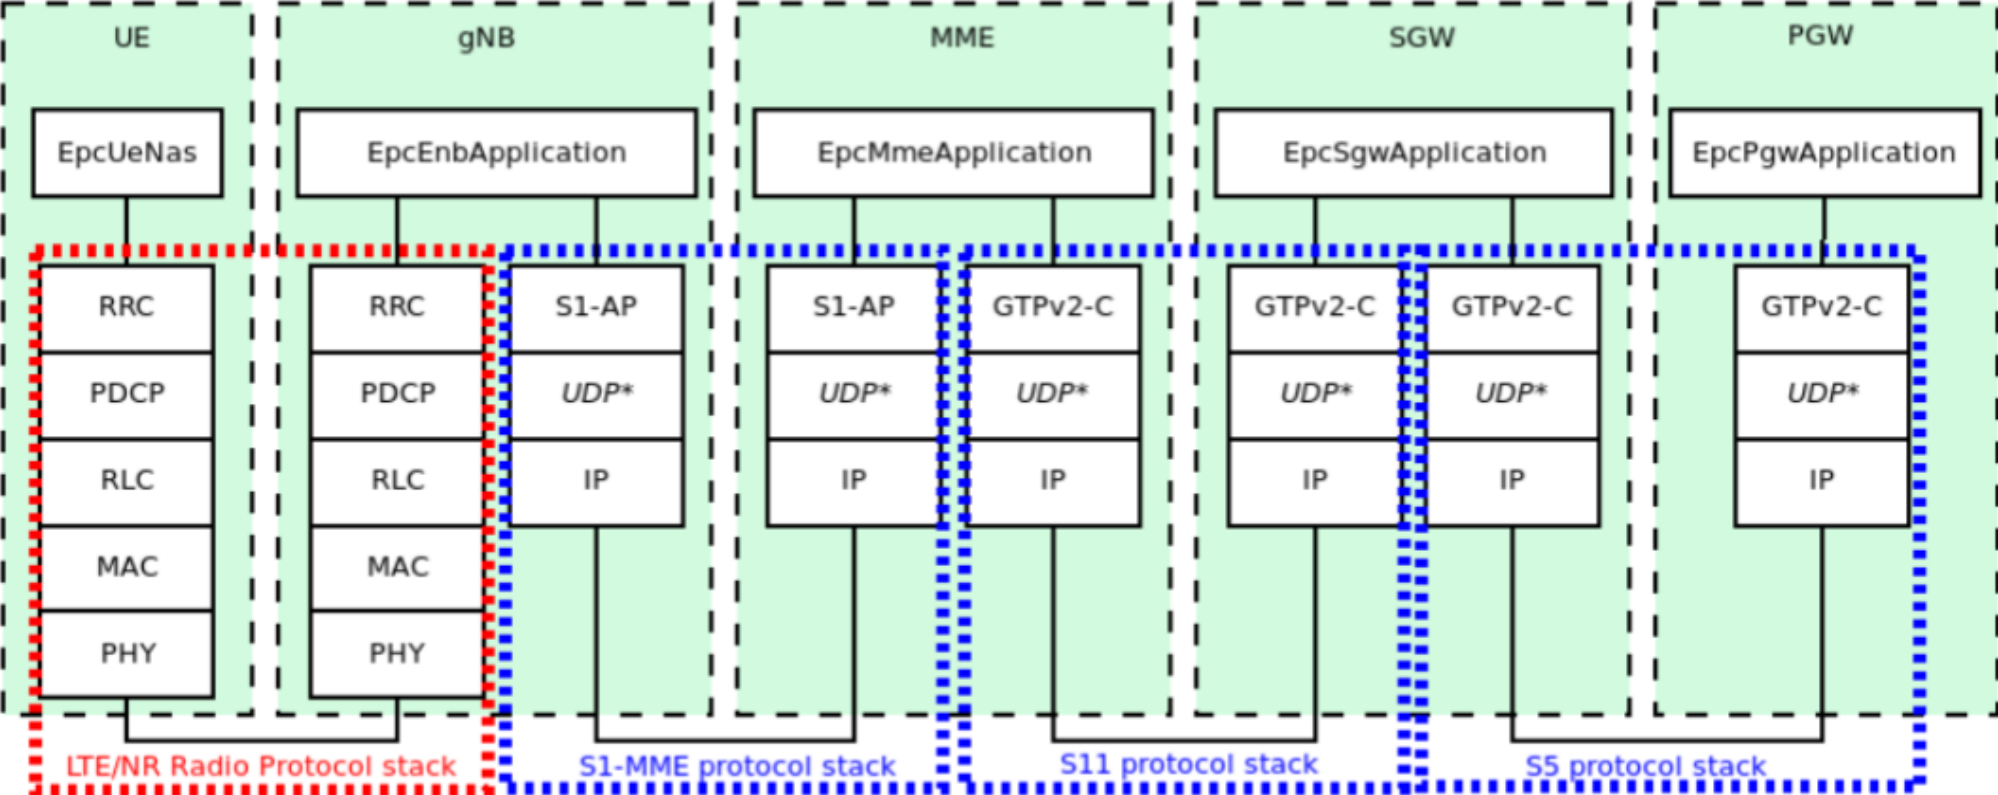 UE gNB MME SGW PGW
EpcUeNas EpcEnbApplication EpcMmeApplication EpcSgwApplication EpcPgwApplication
RRC RRC S1-AP S1-AP GTPv2-C GTPv2-C GTPv2-C GTPv2-C
PDCP PDCP UDP* UDP* UDP* UDP* UDP* UDP*
RLC RLC IP IP IP IP IP IP
MAC MAC
PHY PHY
LTE/NR Radio Protocol stack S1-MME protocol stack S11 protocol stack S5 protocol stack